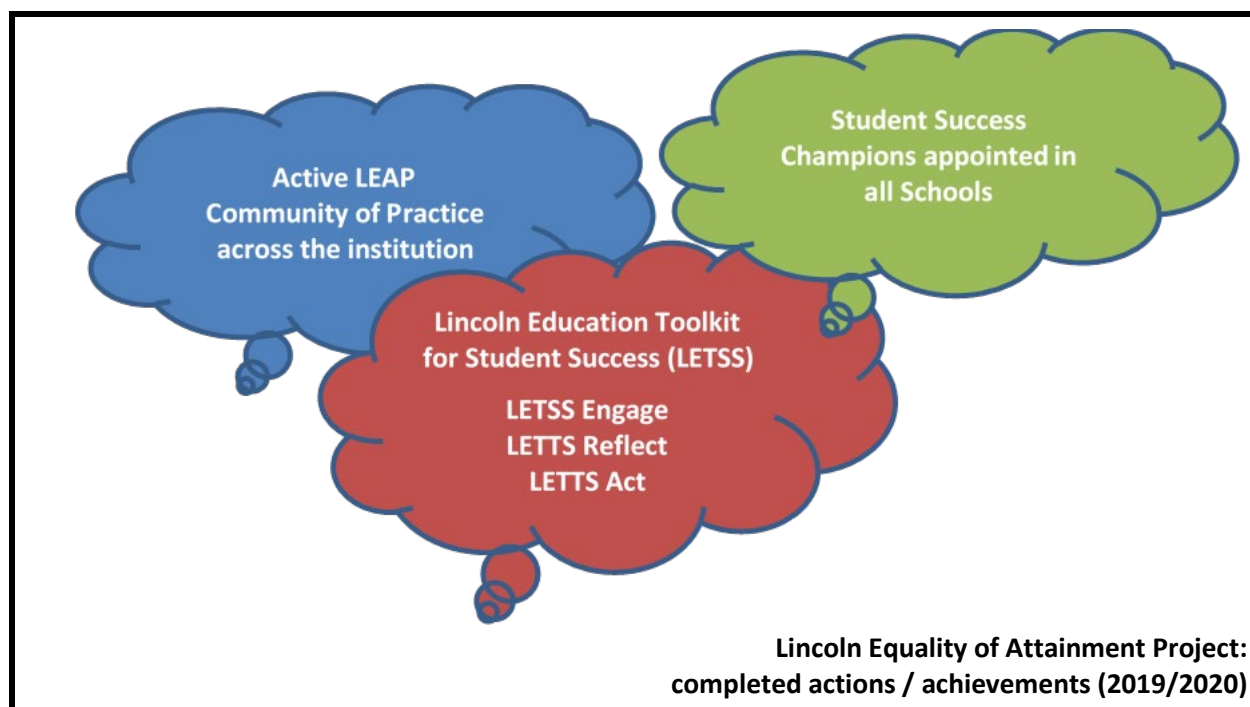 Active LEAP
Community of Practice
across the institution
Student Success
Champions appointed in
all Schools
Lincoln Education Toolkit
for Student Success (LETSS)
LETSS Engage
LETTS Reflect
LETTS Act
Lincoln Equality of Attainment Project:
completed actions / achievements (2019/2020)